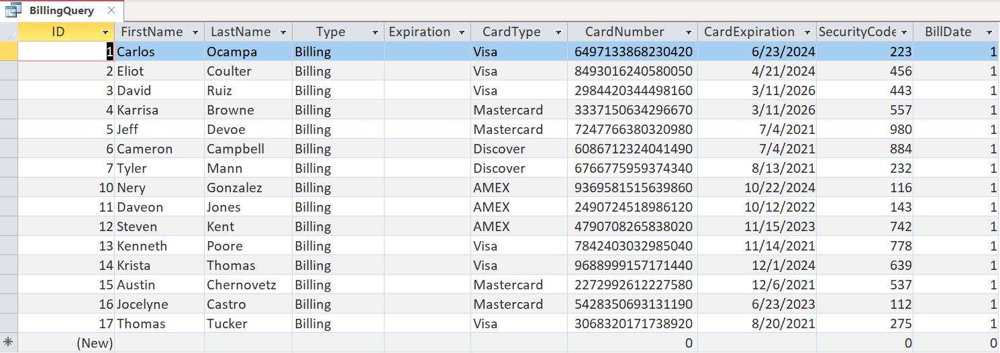 BillingQuery
ID FirstName LastName Type Expiration CardType CardNumber CardExpiration SecurityCode BillDate
1 Carlos Ocampa Billing Visa 6497133868230420 6/23/2024 223 1
2 Eliot Coulter Billing Visa 8493016240580050 4/21/2024 456 1
3 David Ruiz Billing Visa 2984420344498160 3/11/2026 443 1
4 Karrisa Browne Billing Mastercard 3337150634296670 3/11/2026 557 1
5 Jeff Devoe Billing Mastercard 7247766380320980 7/4/2021 980 1
6 Cameron Campbell Billing Discover 6086712324041490 7/4/2021 884 1
7 Tyler Mann Billing Discover 6766775959374340 8/13/2021 232 1
10 Nery Gonzalez Billing AMEX 9369581515639860 10/22/2024 116 1
11 Daveon Jones Billing AMEX 2490724518986120 10/12/2022 143 1
12 Steven Kent Billing AMEX 4790708265838020 11/15/2023 742 1
13 Kenneth Poore Billing Visa 7842403032985040 11/14/2021 778 1
14 Krista Thomas Billing Visa 9688999157171440 12/1/2024 639 1
15 Austin Chernovetz Billing Mastercard 2272992612227580 12/6/2021 537 1
16 Jocelyne Castro Billing Mastercard 5428350693131190 6/23/2023 112 1
17 Thomas Tucker Billing Visa 3068320171738920 8/20/2021 275 1
(New) 0 0 0